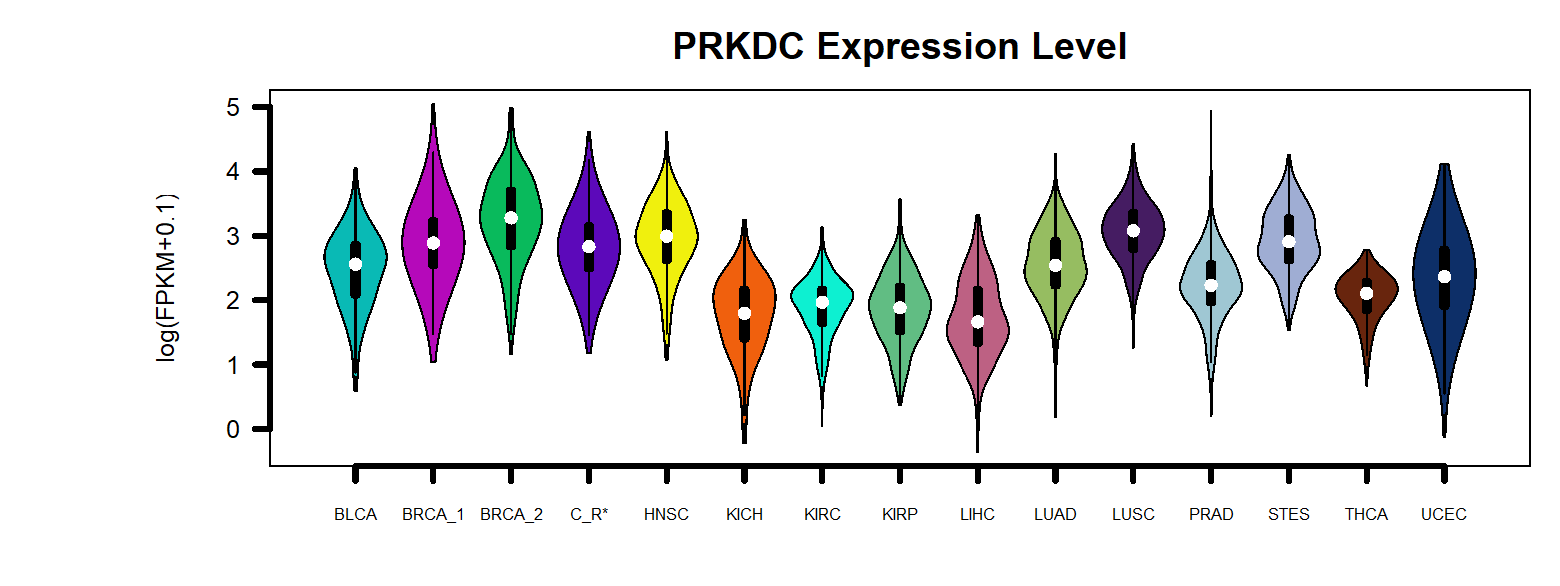 PRKDC Expression Level
log(FPKM+0.1)
5
4
3
2
1
0
BLCA BRCA_1 BRCA_2 C_R* HNSC KICH KIRC KIRP LIHC LUAD LUSC PRAD STES THCA UCEC